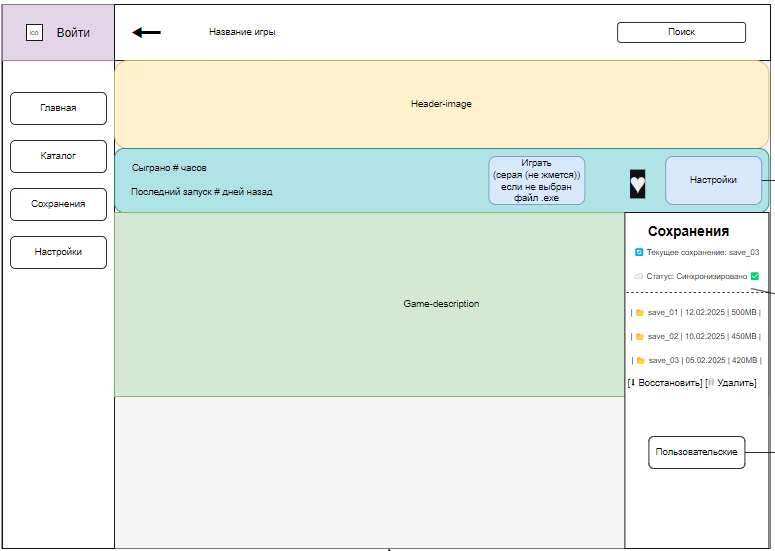 ico
Войти
Название игры
Поиск
Главная
Каталог
Сохранения
Настройки
Header-image
Сыграно # часов
Последний запуск # дней назад
Играть
(серая (не жмется))
если не выбран
файл .exe
Настройки
Game-description
Сохранения
Текущее сохранение: save_03
Статус: Синхронизировано ✅
| 📂 save_01 | 12.02.2025 | 500MB |
| 📂 save_02 | 10.02.2025 | 450MB |
| 📂 save_03 | 05.02.2025 | 420MB |
[⬇ Восстановить] [🗑 Удалить]
Пользовательские